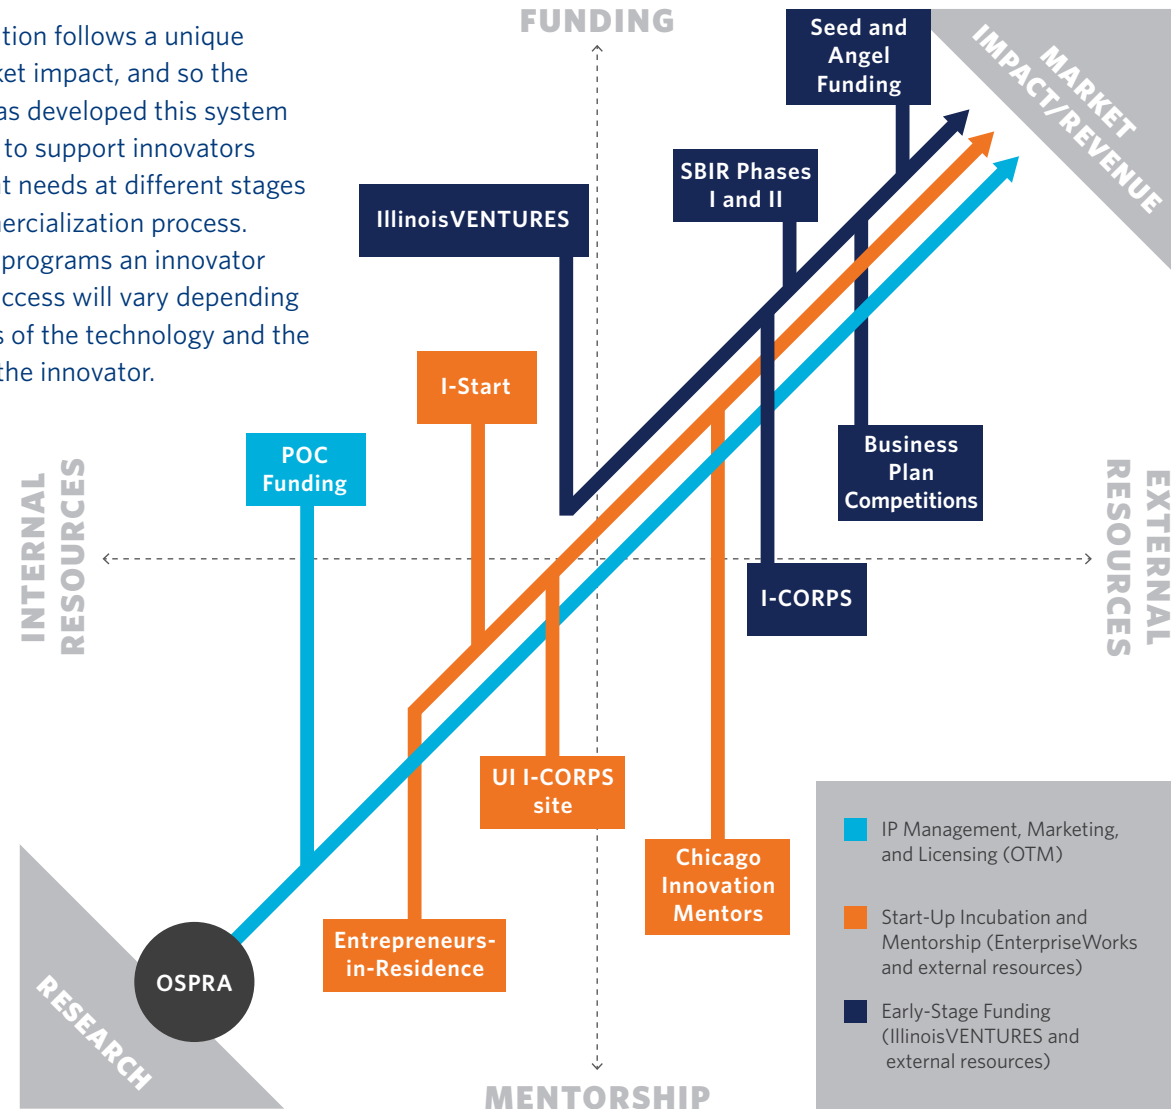 tion follows a unique
ket impact, and so the
as developed this system
to support innovators
t needs at different stages
mercialization process.
programs an innovator
ccess will vary depending
s of the technology and the
the innovator.
FUNDING
Seed and
Angel
Funding
MARKET
IMPACT/REVENUE
SBIR Phases
I and II
IllinoisVENTURES
I-Start
POC
Funding
Business
Plan
Competitions
INTERNAL
RESOURCES
EXTERNAL
RESOURCES
I-CORPS
UI I-CORPS
site
Chicago
Innovation
Mentors
Entrepreneurs-
in-Residence
OSPRA
RESEARCH
MENTORSHIP
IP Management, Marketing,
and Licensing (OTM)
Start-Up Incubation and
Mentorship (EnterpriseWorks
and external resources)
Early-Stage Funding
(IllinoisVENTURES and
external resources)